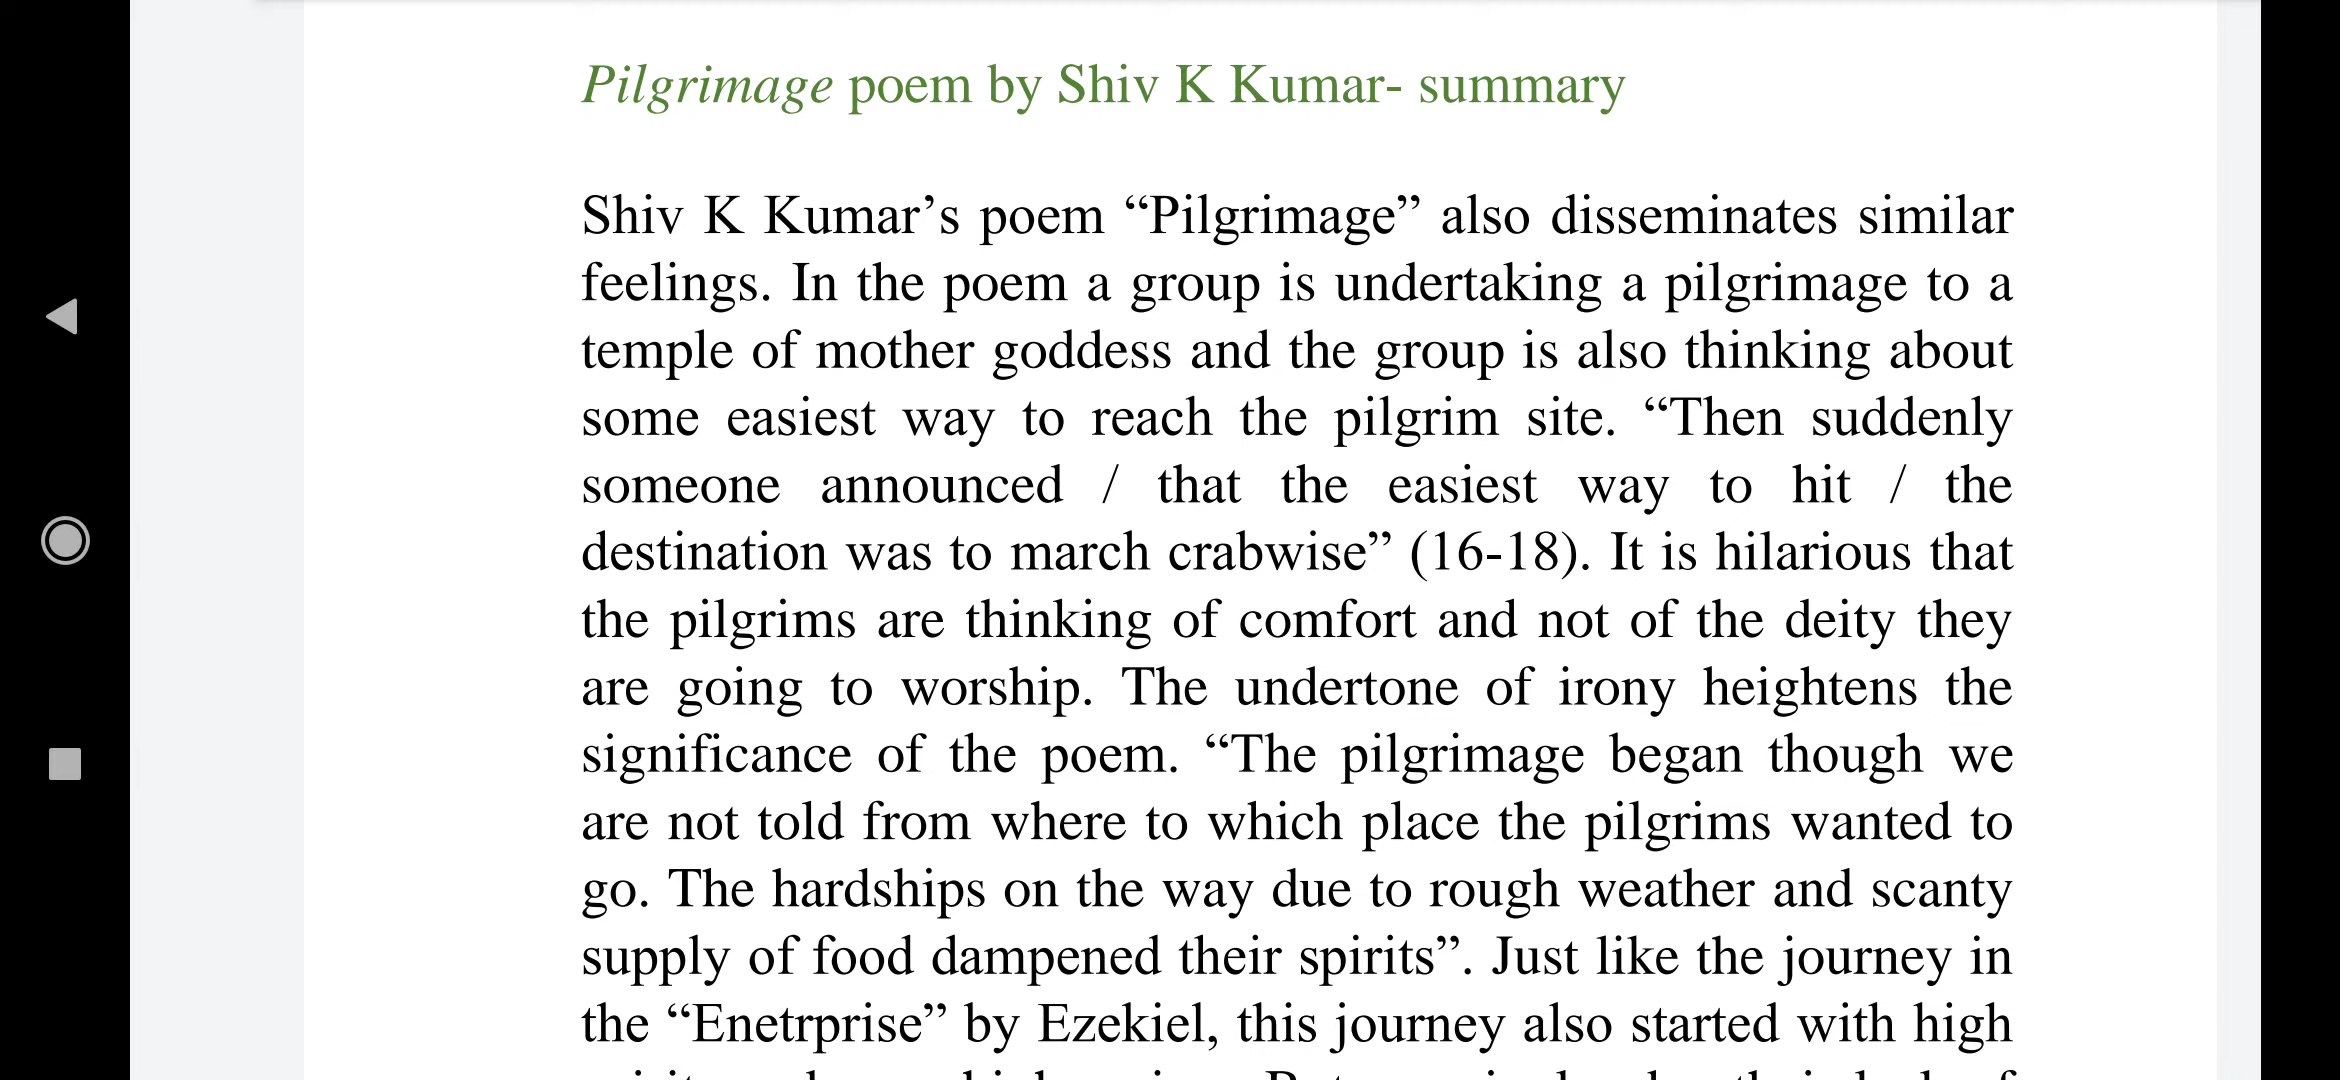 Pilgrimage poem by Shiv K Kumar- summary
Shiv K Kumar’s poem “Pilgrimage” also disseminates similar
feelings. In the poem a group is undertaking a pilgrimage to a
temple of mother goddess and the group is also thinking about
some easiest way to reach the pilgrim site. “Then suddenly
someone announced / that the easiest way to hit / the
destination was to march crabwise” (16-18). It is hilarious that
the pilgrims are thinking of comfort and not of the deity they
are going to worship. The undertone of irony heightens the
significance of the poem. “The pilgrimage began though we
are not told from where to which place the pilgrims wanted to
go. The hardships on the way due to rough weather and scanty
supply of food dampened their spirits”. Just like the journey in
the “Enetrprise” by Ezekiel, this journey also started with high